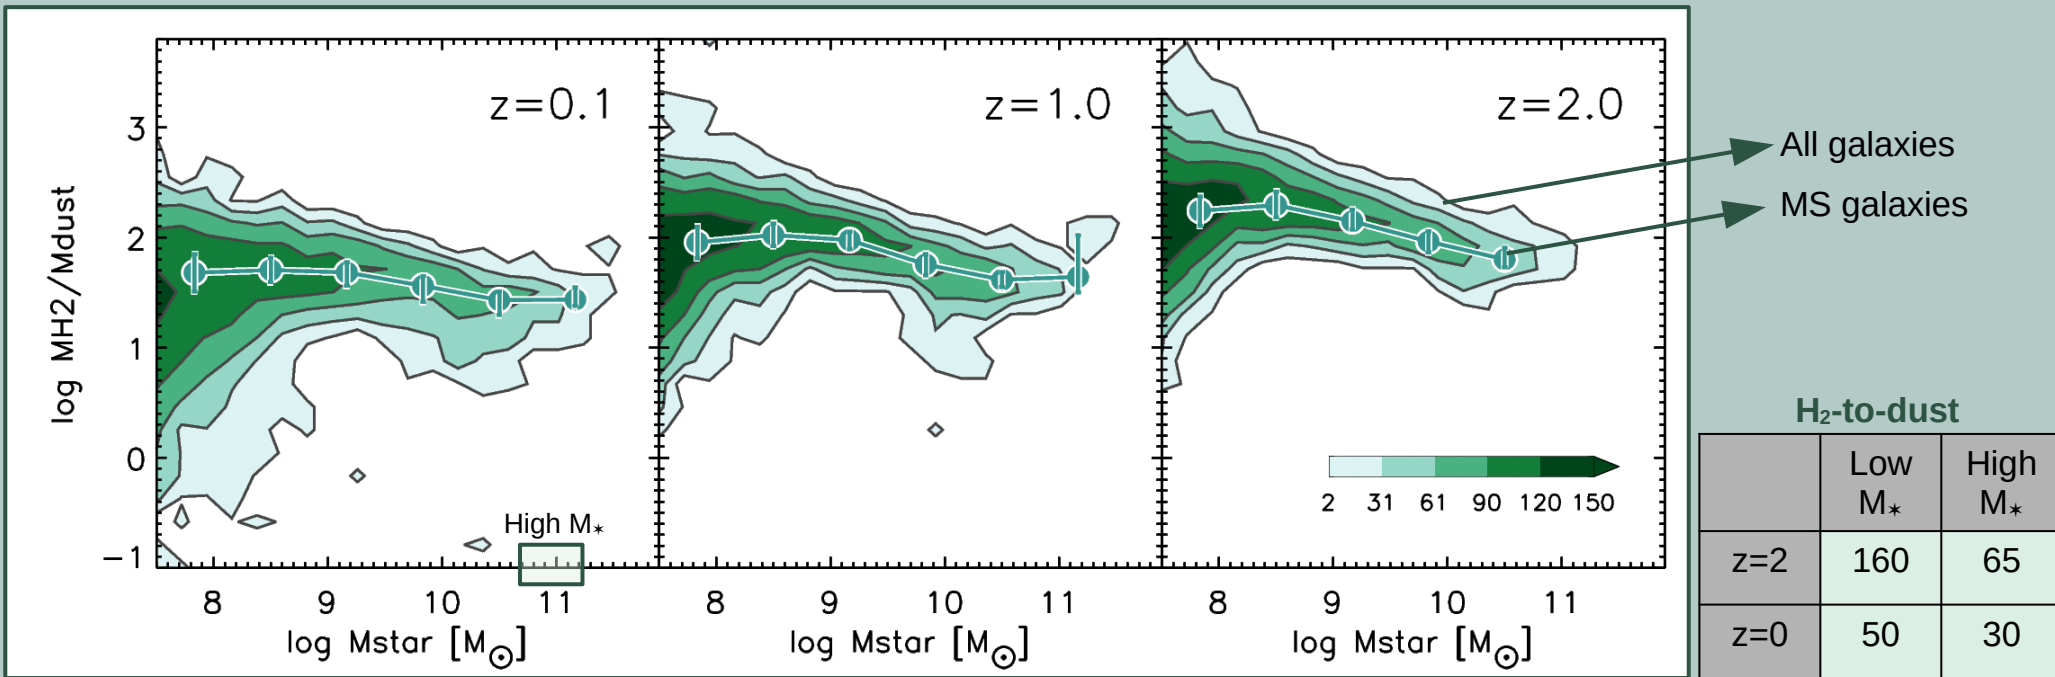 z=0.1
z=1.0
z=2.0
log MH2/Mdust
3
2
1
0
−1
High M✶
8 9 10 11
8 9 10 11
8 9 10 11
log Mstar [M⊙]
log Mstar [M⊙]
log Mstar [M⊙]
2 31 61 90 120 150
All galaxies
MS galaxies
H₂-to-dust
Low M✶
High M✶
z=2 160 65
z=0 50 30